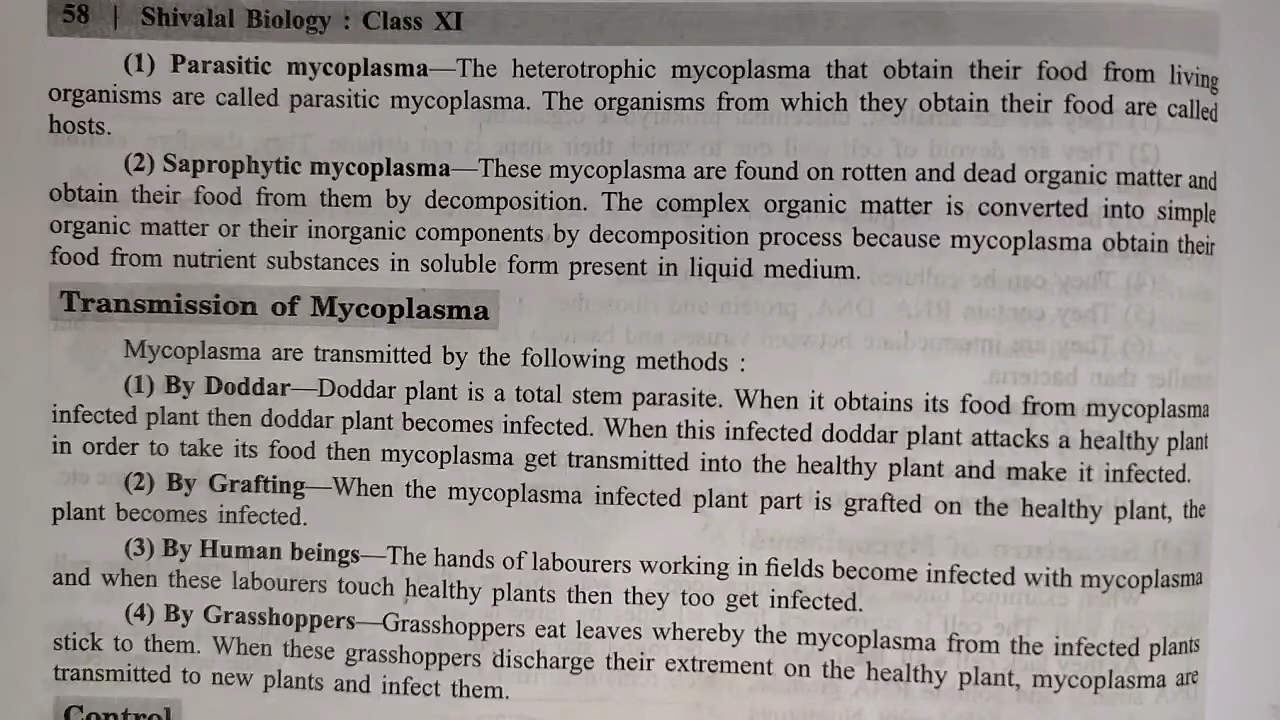 58 | Shivalal Biology : Class XI
(1) Parasitic mycoplasma—The heterotrophic mycoplasma that obtain their food from living
organisms are called parasitic mycoplasma. The organisms from which they obtain their food are called
hosts.
(2) Saprophytic mycoplasma—These mycoplasma are found on rotten and dead organic matter and
obtain their food from them by decomposition. The complex organic matter is converted into simple
organic matter or their inorganic components by decomposition process because mycoplasma obtain their
food from nutrient substances in soluble form present in liquid medium.
Transmission of Mycoplasma
Mycoplasma are transmitted by the following methods :
(1) By Doddar—Doddar plant is a total stem parasite. When it obtains its food from mycoplasma
infected plant then doddar plant becomes infected. When this infected doddar plant attacks a healthy plant
in order to take its food then mycoplasma get transmitted into the healthy plant and make it infected.
(2) By Grafting—When the mycoplasma infected plant part is grafted on the healthy plant, the
plant becomes infected.
(3) By Human beings—The hands of labourers working in fields become infected with mycoplasma
and when these labourers touch healthy plants then they too get infected.
(4) By Grasshoppers—Grasshoppers eat leaves whereby the mycoplasma from the infected plants
stick to them. When these grasshoppers discharge their extrement on the healthy plant, mycoplasma are
transmitted to new plants and infect them.
Control